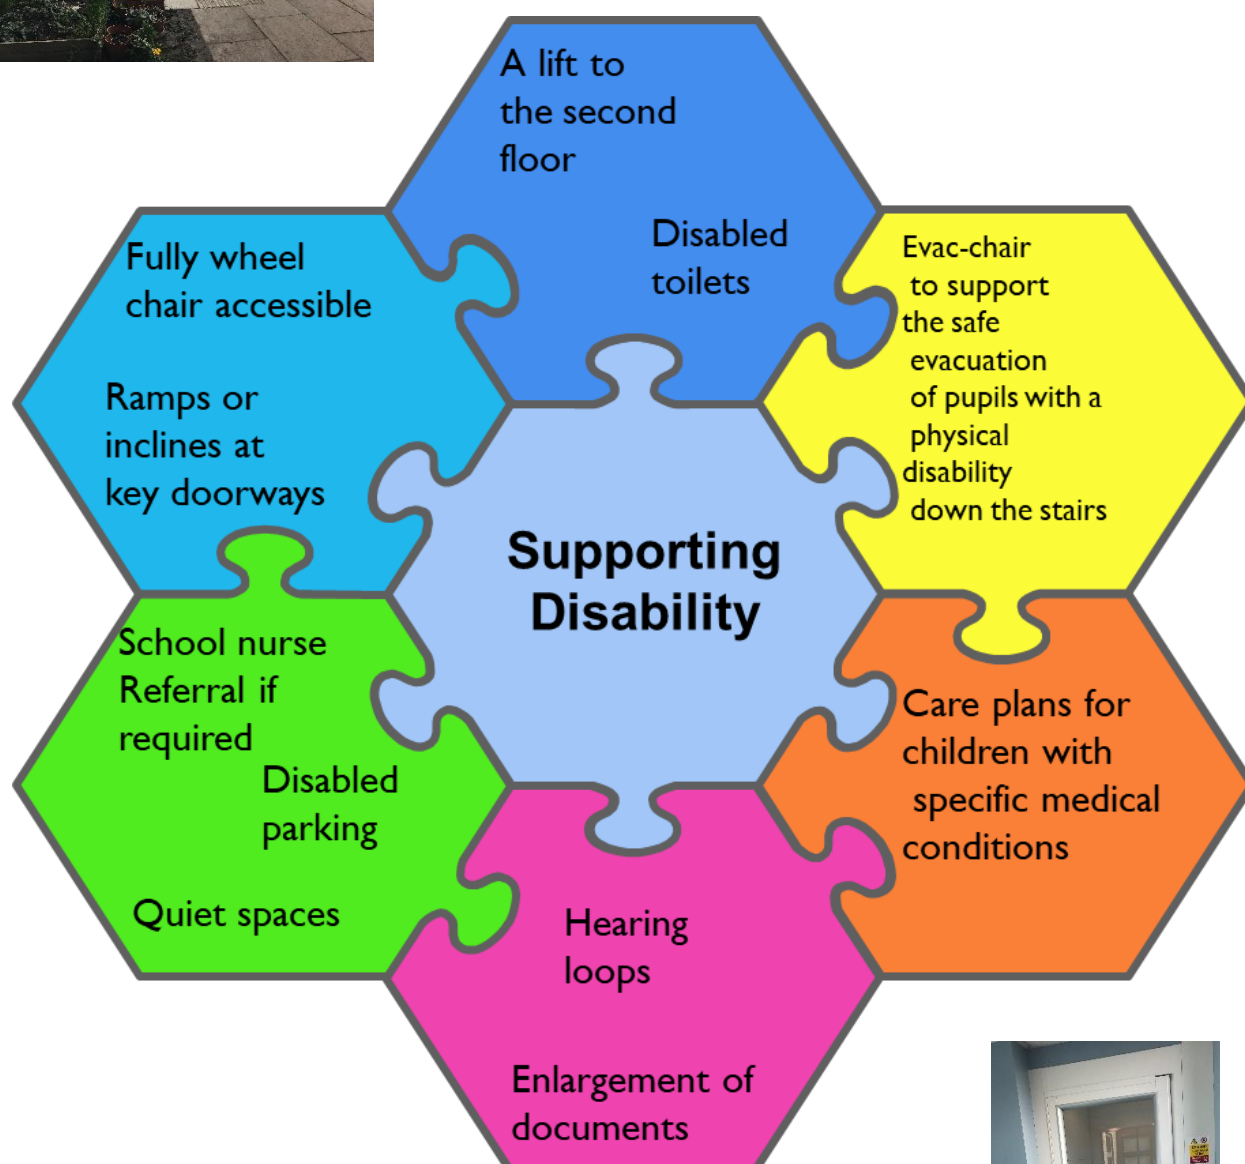 A lift to
the second
floor
Disabled
toilets
Fully wheel
chair accessible
Ramps or
inclines at
key doorways
Evac-chair
to support
the safe
evacuation
of pupils with a
physical
disability
down the stairs
Supporting
Disability
School nurse
Referral if
required
Disabled
parking
Quiet spaces
Care plans for
children with
specific medical
conditions
Hearing
loops
Enlargement of
documents